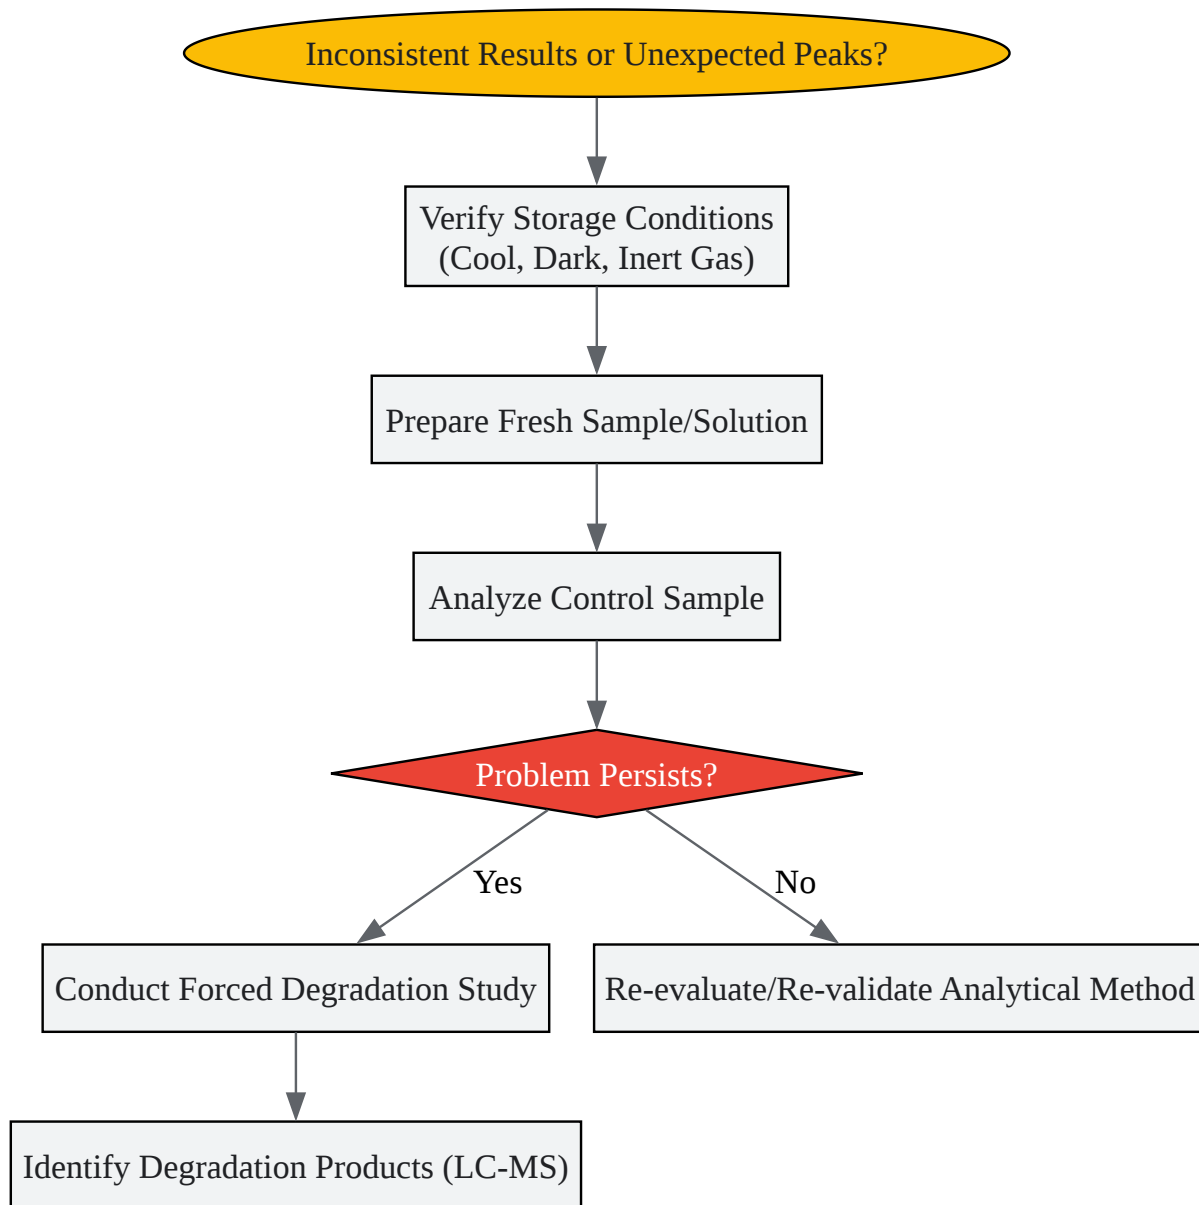 Inconsistent Results or Unexpected Peaks?
Verify Storage Conditions
(Cool, Dark, Inert Gas)
Prepare Fresh Sample/Solution
Analyze Control Sample
Problem Persists?
Yes
No
Conduct Forced Degradation Study
Re-evaluate/Re-validate Analytical Method
Identify Degradation Products (LC-MS)